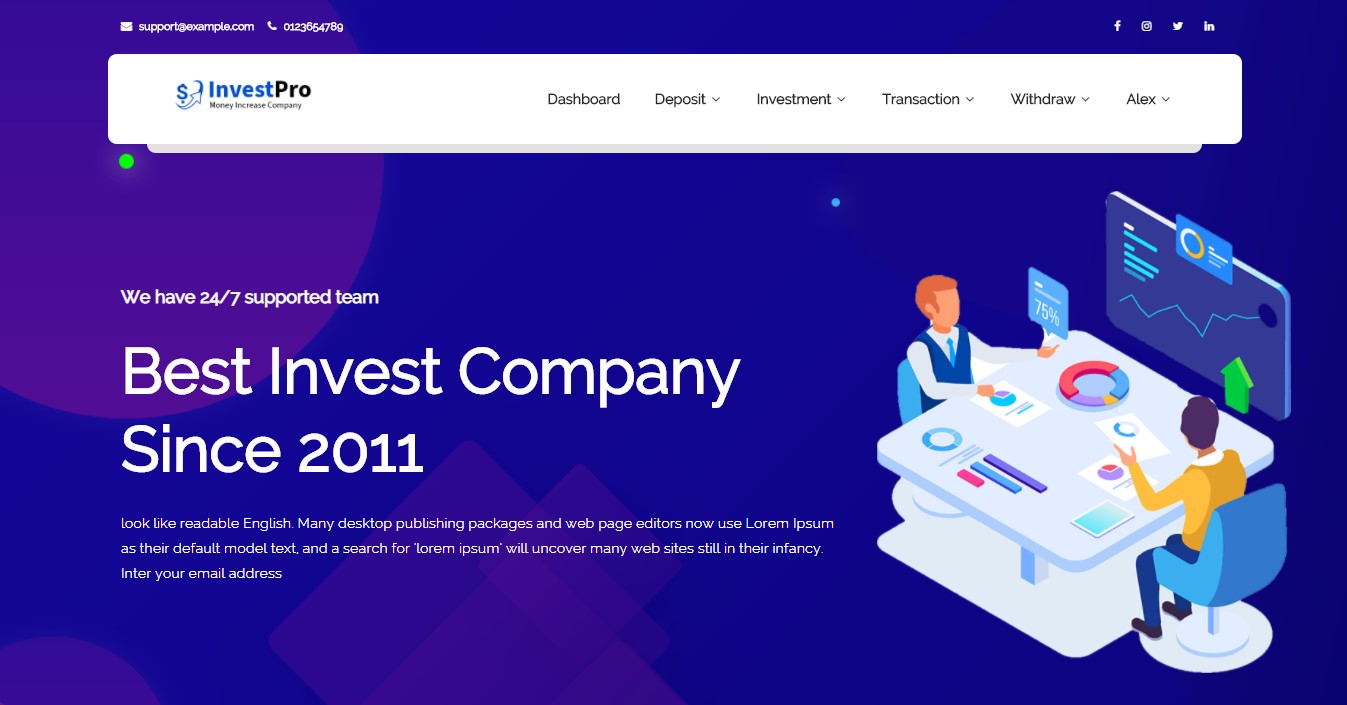 support@example.com 0123654789
InvestPro
Money Increase Company
Dashboard Deposit Investment Transaction Withdraw Alex
We have 24/7 supported team
Best Invest Company
Since 2011
look like readable English. Many desktop publishing packages and web page editors now use Lorem Ipsum
as their default model text, and a search for 'lorem ipsum' will uncover many web sites still in their infancy.
Inter your email address
75%